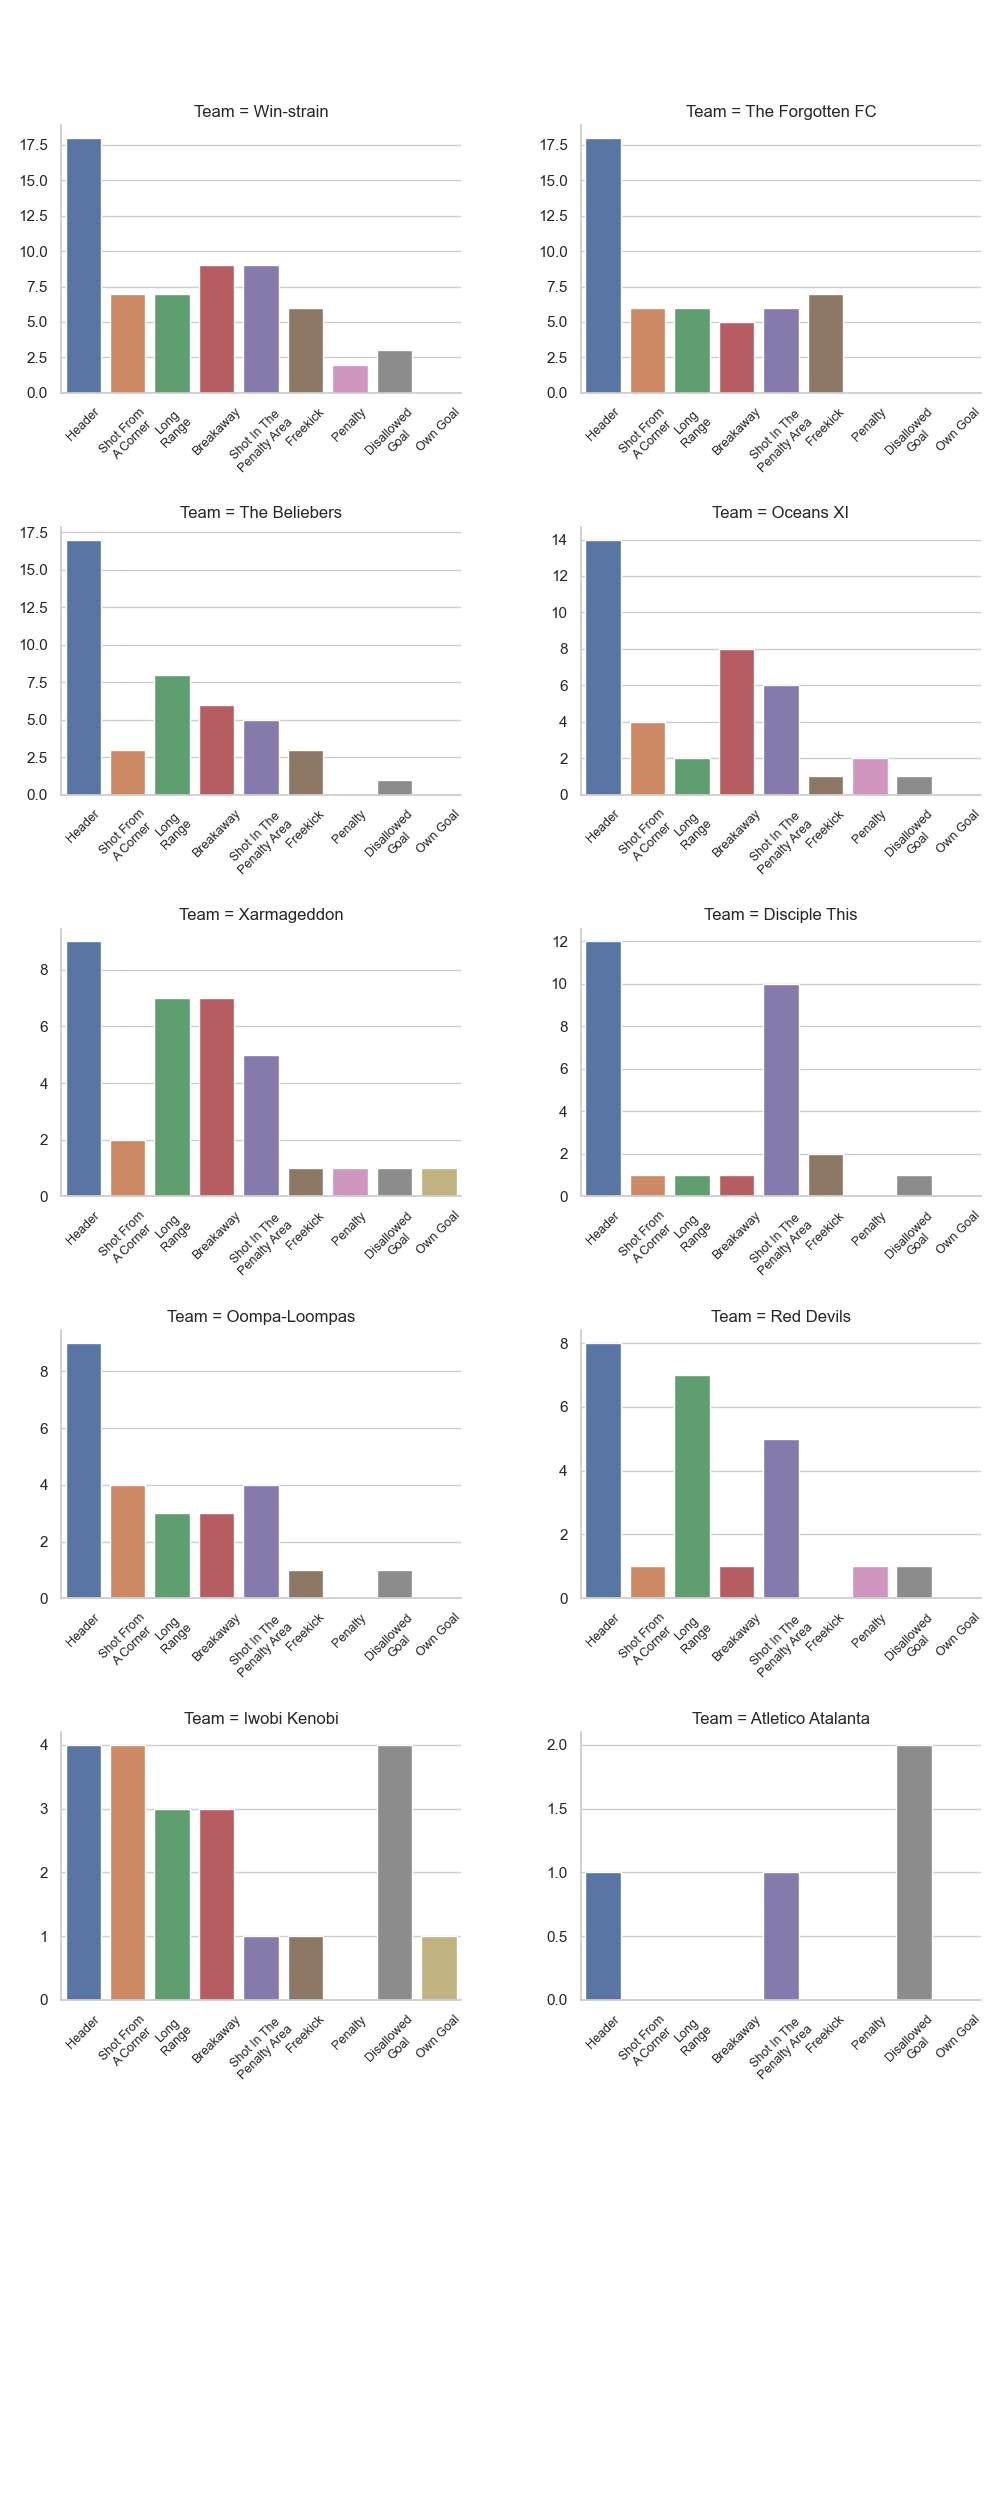 Team = Win-strain
17.5
15.0
12.5
10.0
7.5
5.0
2.5
0.0
Header
Shot From
A Corner
Long
Range
Breakaway
Shot In The
Penalty Area
Freekick
Penalty
Disallowed
Goal
Own Goal
Team = The Forgotten FC
17.5
15.0
12.5
10.0
7.5
5.0
2.5
0.0
Header
Shot From
A Corner
Long
Range
Breakaway
Shot In The
Penalty Area
Freekick
Penalty
Disallowed
Goal
Own Goal
Team = The Beliebers
17.5
15.0
12.5
10.0
7.5
5.0
2.5
0.0
Header
Shot From
A Corner
Long
Range
Breakaway
Shot In The
Penalty Area
Freekick
Penalty
Disallowed
Goal
Own Goal
Team = Oceans XI
14
12
10
8
6
4
2
0
Header
Shot From
A Corner
Long
Range
Breakaway
Shot In The
Penalty Area
Freekick
Penalty
Disallowed
Goal
Own Goal
Team = Xarmageddon
8
6
4
2
0
Header
Shot From
A Corner
Long
Range
Breakaway
Shot In The
Penalty Area
Freekick
Penalty
Disallowed
Goal
Own Goal
Team = Disciple This
12
10
8
6
4
2
0
Header
Shot From
A Corner
Long
Range
Breakaway
Shot In The
Penalty Area
Freekick
Penalty
Disallowed
Goal
Own Goal
Team = Oompa-Loompas
8
6
4
2
0
Header
Shot From
A Corner
Long
Range
Breakaway
Shot In The
Penalty Area
Freekick
Penalty
Disallowed
Goal
Own Goal
Team = Red Devils
8
6
4
2
0
Header
Shot From
A Corner
Long
Range
Breakaway
Shot In The
Penalty Area
Freekick
Penalty
Disallowed
Goal
Own Goal
Team = Iwobi Kenobi
4
3
2
1
0
Header
Shot From
A Corner
Long
Range
Breakaway
Shot In The
Penalty Area
Freekick
Penalty
Disallowed
Goal
Own Goal
Team = Atletico Atalanta
2.0
1.5
1.0
0.5
0.0
Header
Shot From
A Corner
Long
Range
Breakaway
Shot In The
Penalty Area
Freekick
Penalty
Disallowed
Goal
Own Goal